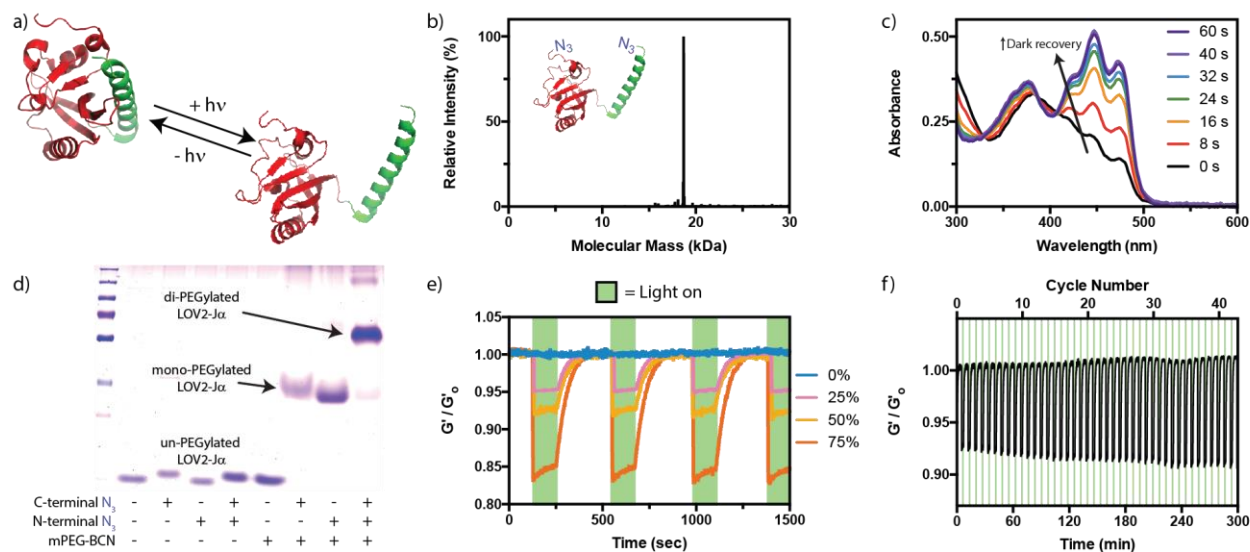 a)
+ hν
- hν
b)
N3
N3
Relative Intensity (%)
100
50
0
0 10 20 30
Molecular Mass (kDa)
c)
↑Dark recovery
60 s
40 s
32 s
24 s
16 s
8 s
0 s
Absorbance
0.50
0.25
0.00
300 400 500 600
Wavelength (nm)
d)
di-PEGylated
LOV2-Jα
mono-PEGylated
LOV2-Jα
un-PEGylated
LOV2-Jα
C-terminal N3 - + - + - + - +
N-terminal N3 - - + + - - + +
mPEG-BCN - - - - + + + +
e)
= Light on
G' / G'o
1.05
1.00
0.95
0.90
0.85
0.80
0 500 1000 1500
Time (sec)
0%
25%
50%
75%
f)
Cycle Number
0 10 20 30 40
G' / G'o
1.00
0.95
0.90
0 60 120 180 240 300
Time (min)